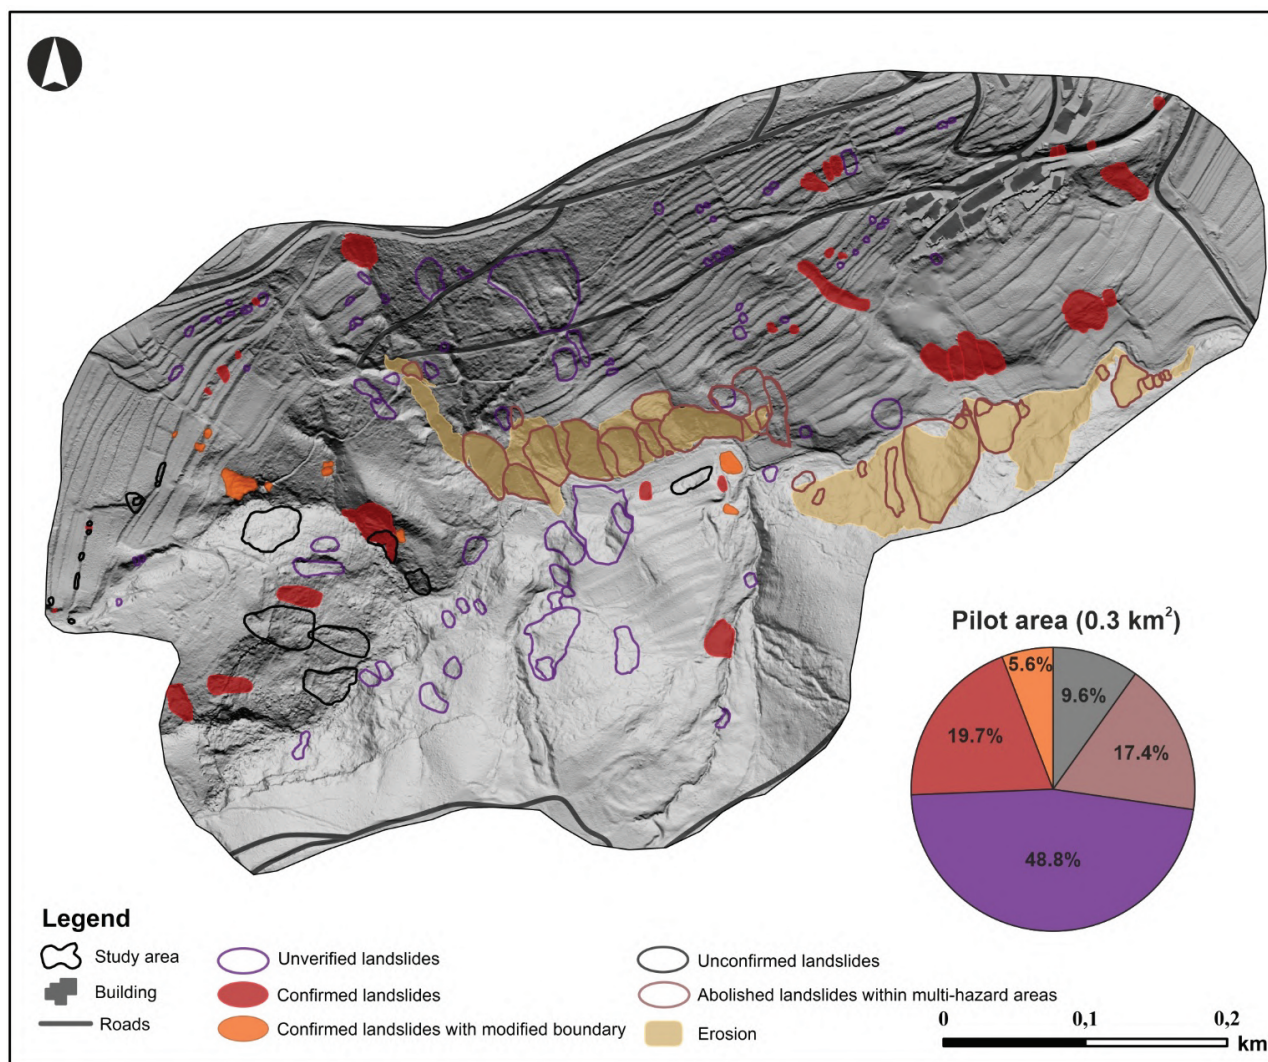 Pilot area (0.3 km²)
5.6%
9.6%
19.7%
17.4%
48.8%
Legend
Study area
Building
Roads
Unverified landslides
Confirmed landslides
Confirmed landslides with modified boundary
Unconfirmed landslides
Abolished landslides within multi-hazard areas
Erosion
0 0,1 0,2
km